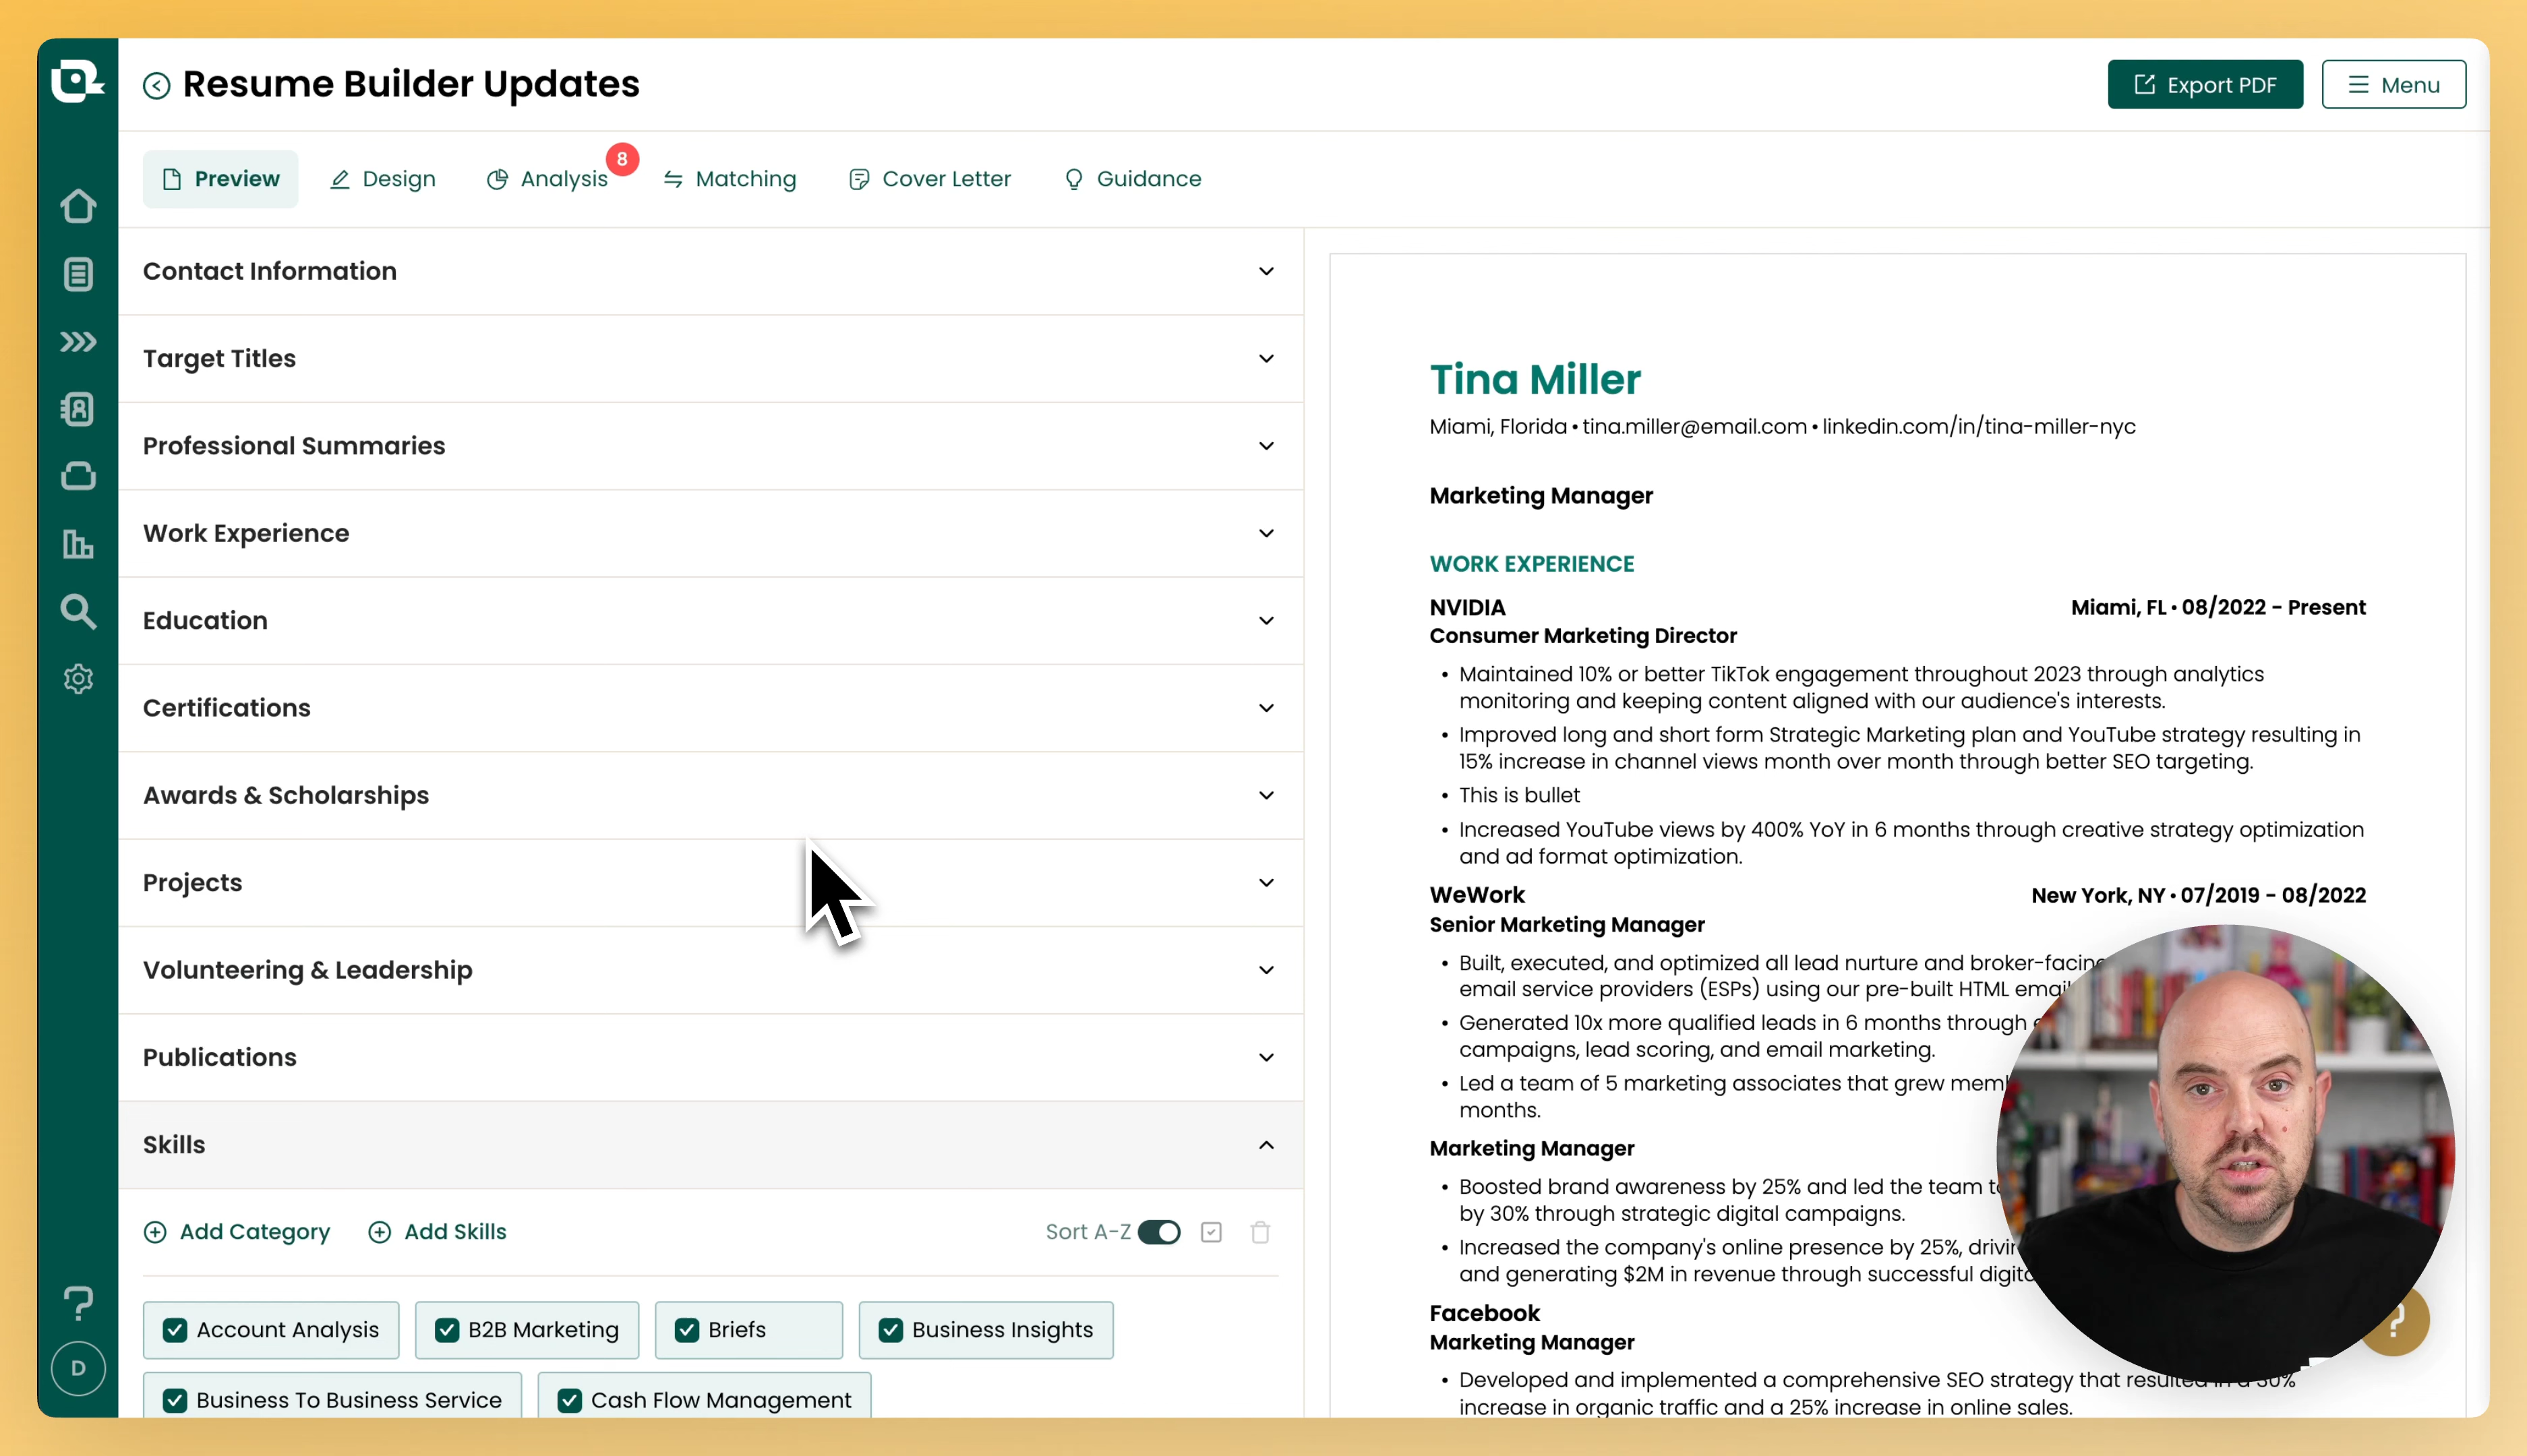 Resume Builder Updates
Export PDF
Menu
Preview
Design
Analysis
8
Matching
Cover Letter
Guidance
Contact Information
Target Titles
Professional Summaries
Work Experience
Education
Certifications
Awards & Scholarships
Projects
Volunteering & Leadership
Publications
Skills
Add Category
Add Skills
Sort A-Z
Account Analysis
B2B Marketing
Briefs
Business Insights
Business To Business Service
Cash Flow Management
?
D
Tina Miller
Miami, Florida • tina.miller@email.com • linkedin.com/in/tina-miller-nyc
Marketing Manager
WORK EXPERIENCE
NVIDIA
Miami, FL • 08/2022 - Present
Consumer Marketing Director
• Maintained 10% or better TikTok engagement throughout 2023 through analytics
monitoring and keeping content aligned with our audience's interests.
• Improved long and short form Strategic Marketing plan and YouTube strategy resulting in
15% increase in channel views month over month through better SEO targeting.
• This is bullet
• Increased YouTube views by 400% YoY in 6 months through creative strategy optimization
and ad format optimization.
WeWork
New York, NY • 07/2019 - 08/2022
Senior Marketing Manager
• Built, executed, and optimized all lead nurture and broker-facing
email service providers (ESPs) using our pre-built HTML email
• Generated 10x more qualified leads in 6 months through
campaigns, lead scoring, and email marketing.
• Led a team of 5 marketing associates that grew
months.
Marketing Manager
• Boosted brand awareness by 25% and led the team
by 30% through strategic digital campaigns.
• Increased the company's online presence by 25%,
and generating $2M in revenue through successful
Facebook
Marketing Manager
• Developed and implemented a comprehensive SEO strategy that resulted in a 30%
increase in organic traffic and a 25% increase in online sales.
?